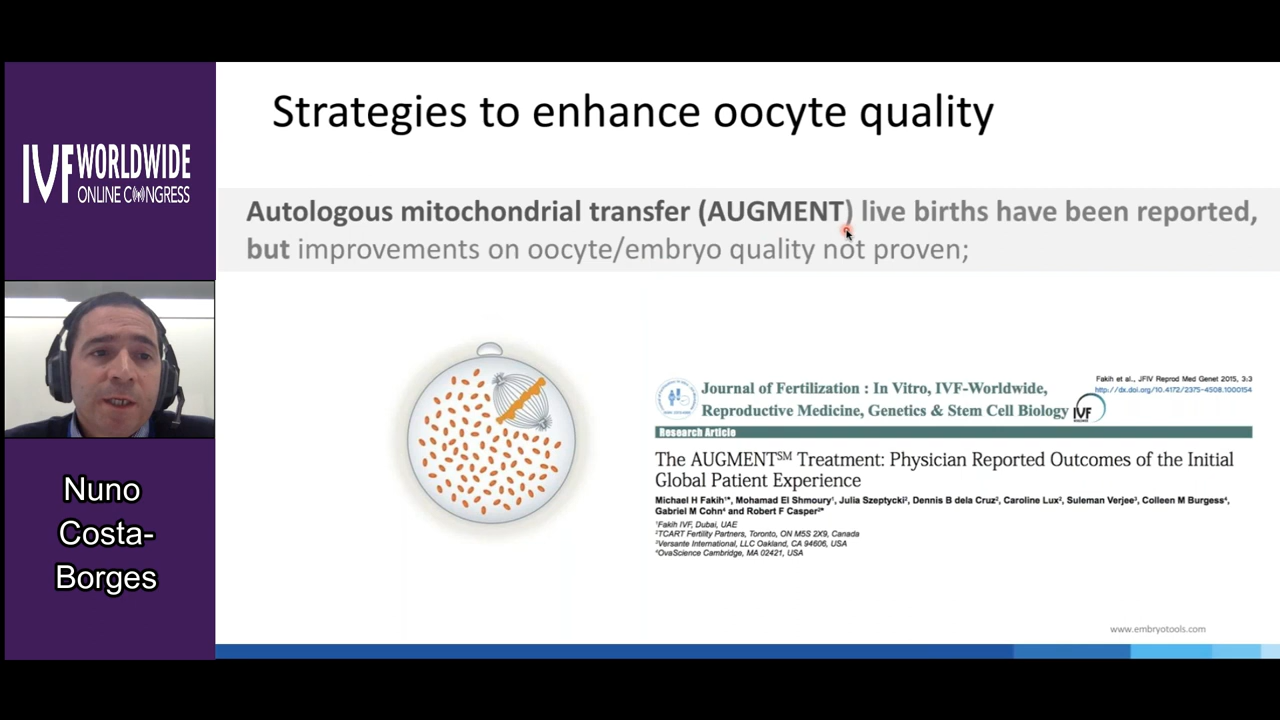 Strategies to enhance oocyte quality
IVF WORLDWIDE
ONLINE CONGRESS
Autologous mitochondrial transfer (AUGMENT) live births have been reported,
but improvements on oocyte/embryo quality not proven;
Nuno
Costa-
Borges
Fakih et al., JFIV Reprod Med Genet 2015, 3:3
http://dx.doi.org/10.4172/2375-4508.1000154
Journal of Fertilization : In Vitro, IVF-Worldwide,
Reproductive Medicine, Genetics & Stem Cell Biology
IVF
Research Article
The AUGMENTSM Treatment: Physician Reported Outcomes of the Initial
Global Patient Experience
Michael H Fakih1*, Mohamad El Shmoury1, Julia Szeptycki2, Dennis B dela Cruz2, Caroline Lux2, Suleman Verjee3, Colleen M Burgess4,
Gabriel M Cohn4 and Robert F Casper2*
1Fakih IVF, Dubai, UAE
2TCART Fertility Partners, Toronto, ON M5S 2X9, Canada
3Versante International, LLC Oakland, CA 94606, USA
4OvaScience Cambridge, MA 02421, USA
www.embryotools.com